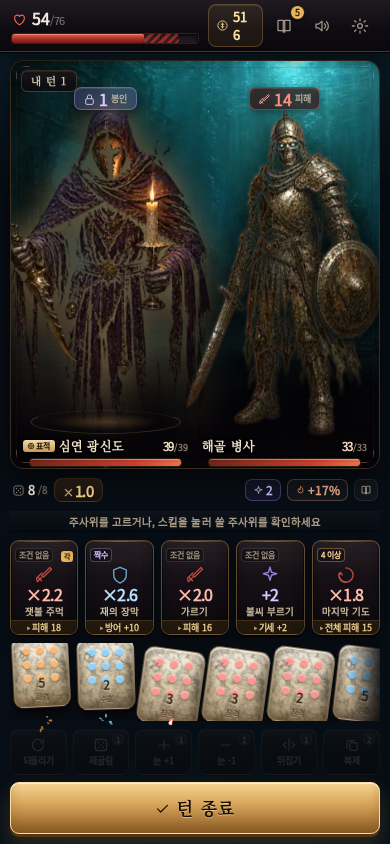 54/76
51
6
5
내 턴 1
1 봉인
14 피해
표적 심연 광신도 39/39
해골 병사 33/33
8/8 ×1.0
2 +17%
주사위를 고르거나, 스킬을 눌러 쓸 주사위를 확인하세요
조건 없음 각
×2.2
잿불 주먹
▸피해 18
짝수
×2.6
재의 장막
▸방어 +10
조건 없음
×2.0
가르기
▸피해 16
조건 없음
+2
불씨 부르기
▸기세 +2
4 이상
×1.8
마지막 기도
▸전체 피해 15
5 2 3 3 2 5
되돌리기
재굴림 1
눈 +1 1
눈 -1 1
뒤집기 1
복제 2
턴 종료